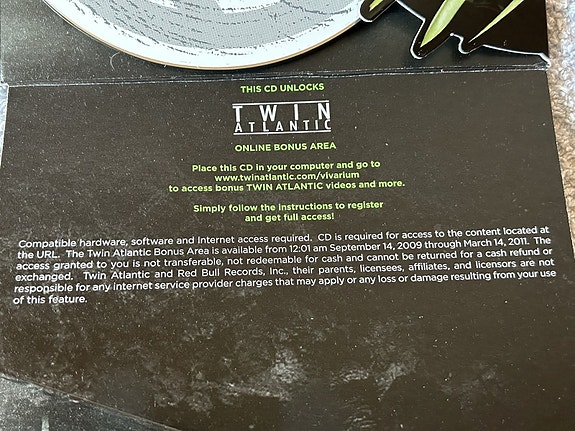 THIS CD UNLOCKS
TWIN
ATLANTIC
ONLINE BONUS AREA
Place this CD in your computer and go to
www.twinatlantic.com/vivarium
to access bonus TWIN ATLANTIC videos and more.
Simply follow the instructions to register
and get full access!
Compatible hardware, software and Internet access required. CD is required for access to the content located at
the URL. The Twin Atlantic Bonus Area is available from 12:01 am September 14, 2009 through March 14, 2011. The
access granted to you is not transferable, not redeemable for cash and cannot be returned for a cash refund or
exchanged. Twin Atlantic and Red Bull Records, Inc., their parents, licensees, affiliates, and licensors are not
responsible for any internet service provider charges that may apply or any loss or damage resulting from your use
of this feature.